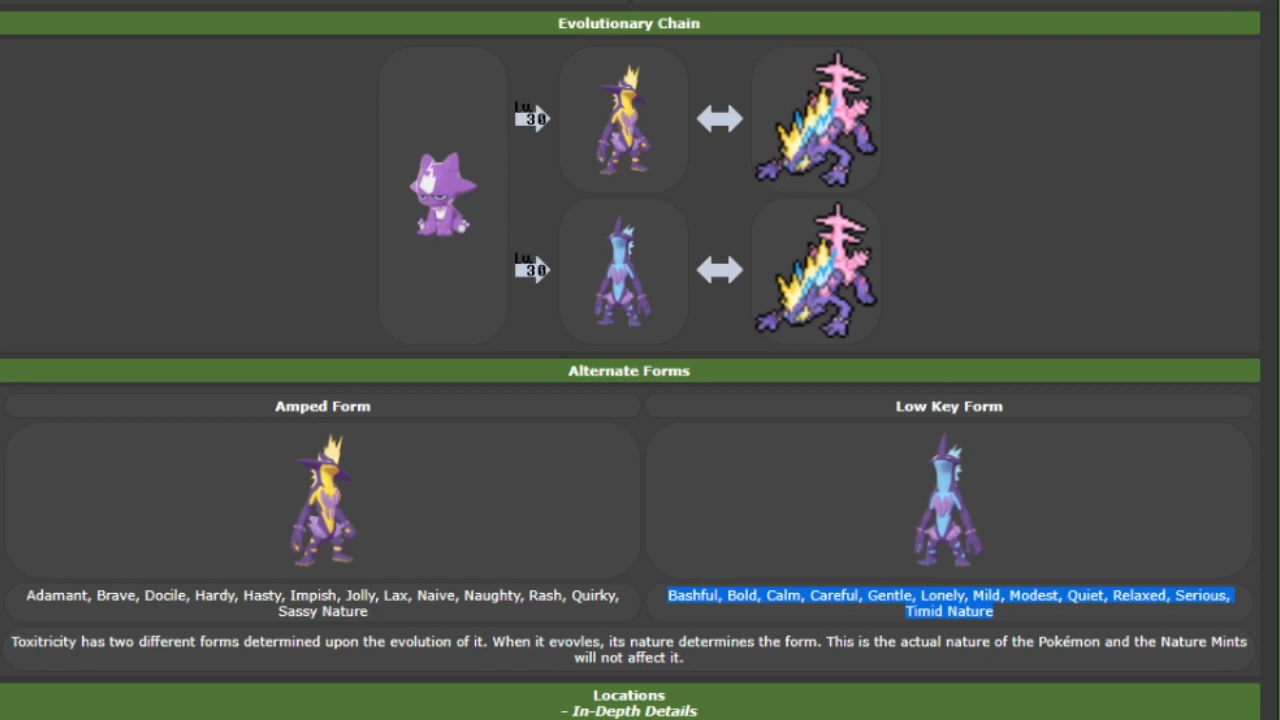 Evolutionary Chain
Lv.
30
Lv.
30
Alternate Forms
Amped Form
Low Key Form
Adamant, Brave, Docile, Hardy, Hasty, Impish, Jolly, Lax, Naive, Naughty, Rash, Quirky,
Sassy Nature
Bashful, Bold, Calm, Careful, Gentle, Lonely, Mild, Modest, Quiet, Relaxed, Serious,
Timid Nature
Toxitricity has two different forms determined upon the evolution of it. When it evovles, its nature determines the form. This is the actual nature of the Pokémon and the Nature Mints
will not affect it.
Locations
- In-Depth Details